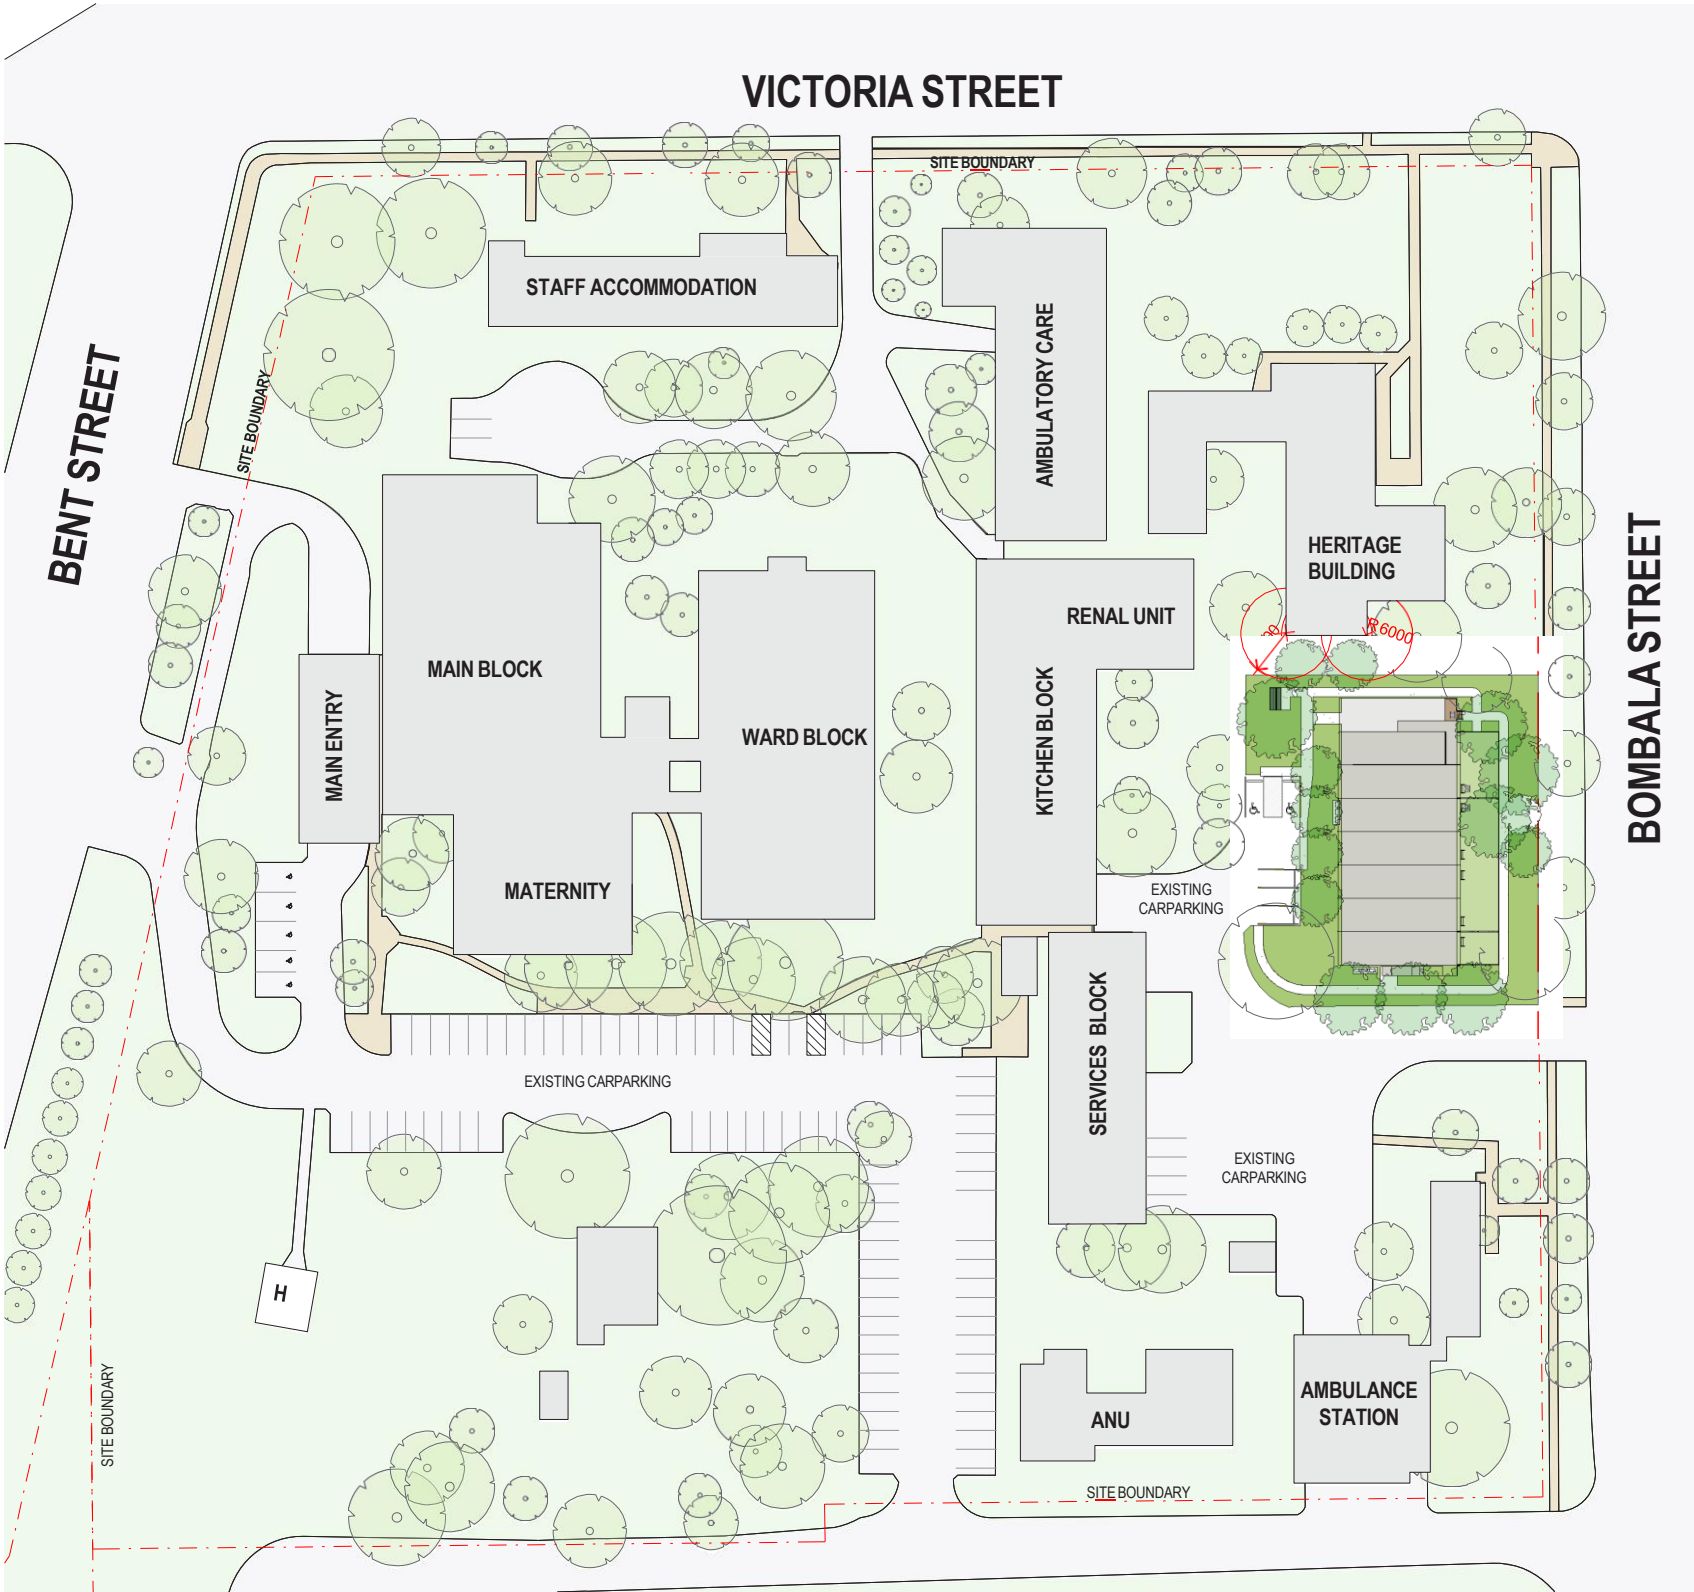 VICTORIA STREET
SITE BOUNDARY
STAFF ACCOMMODATION
AMBULATORY CARE
BENT STREET
SITE BOUNDARY
HERITAGE
BUILDING
BOMBALA STREET
RENAL UNIT
R 6000
MAIN BLOCK
MAIN ENTRY
WARD BLOCK
KITCHEN BLOCK
MATERNITY
EXISTING
CARPARKING
SERVICES BLOCK
EXISTING CARPARKING
EXISTING
CARPARKING
H
SITE BOUNDARY
AMBULANCE
STATION
ANU
SITE BOUNDARY